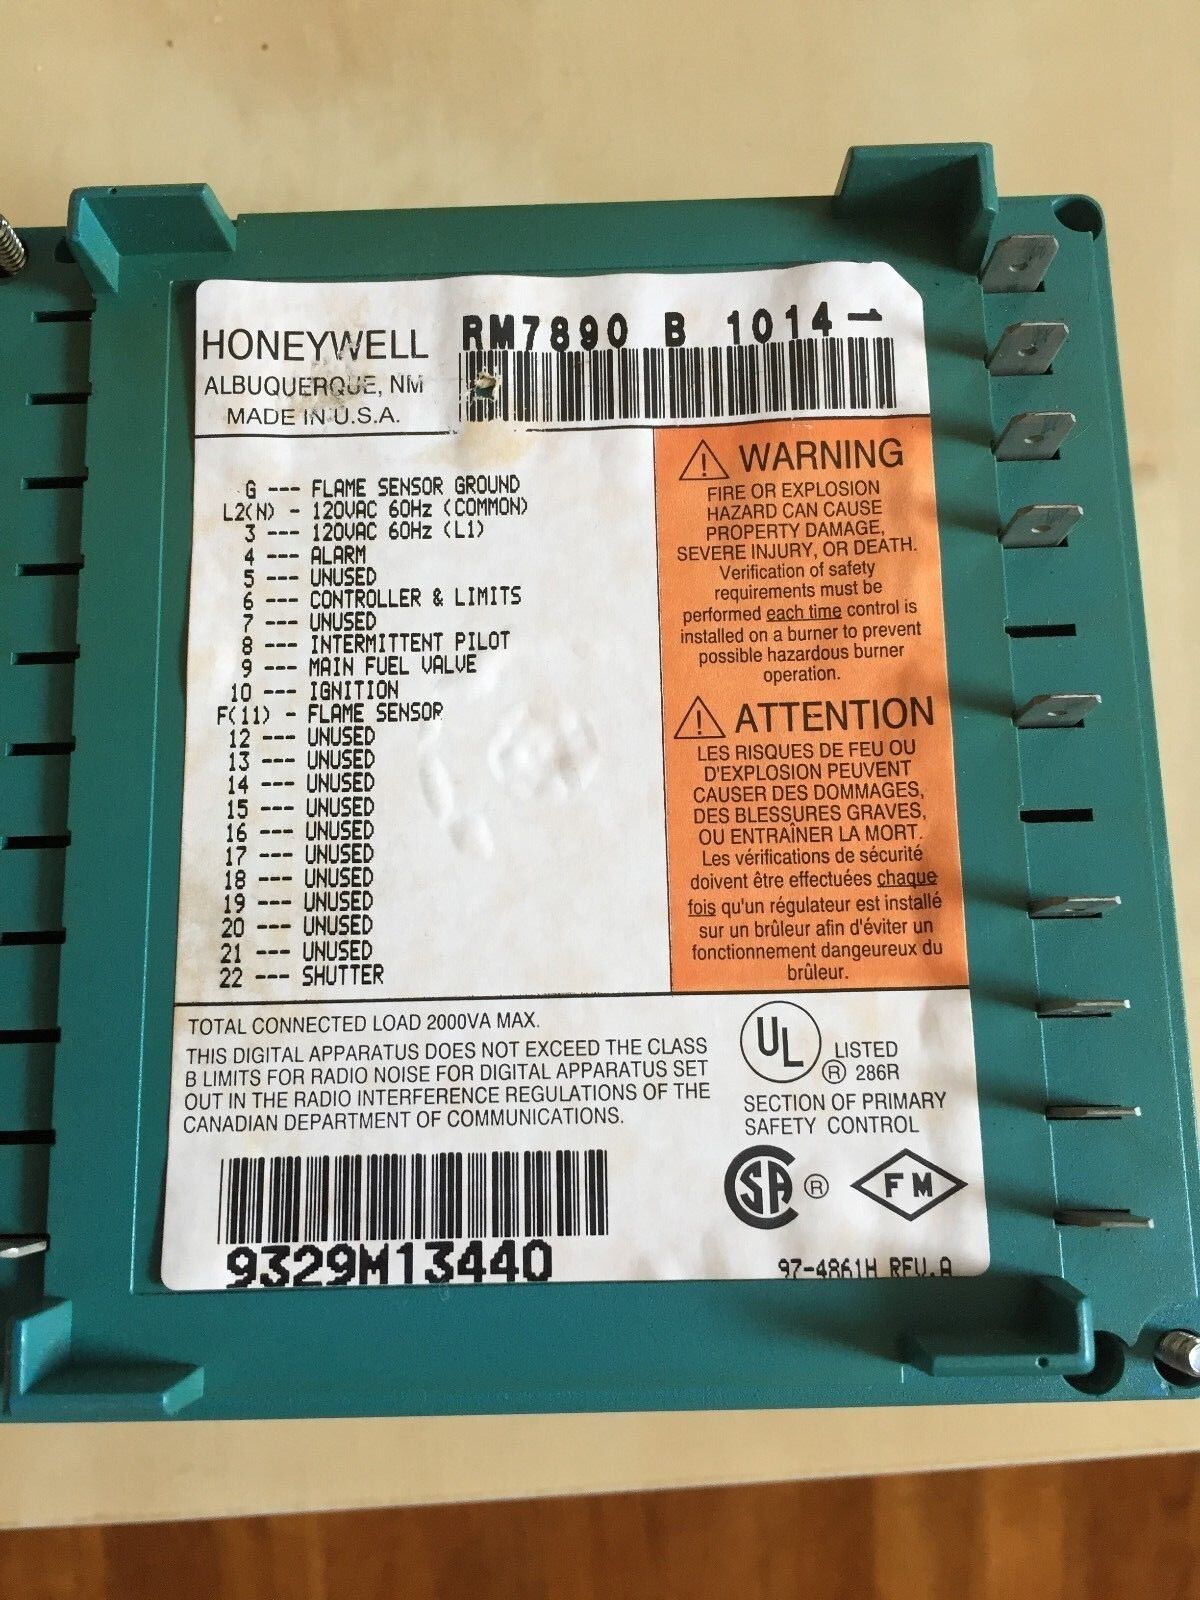 HONEYWELL
ALBUQUERQUE, NM
MADE IN U.S.A.
RM7890 B 1014
G --- FLAME SENSOR GROUND
L2(N) - 120VAC 60Hz (COMMON)
3 --- 120VAC 60Hz (L1)
4 --- ALARM
5 --- UNUSED
6 --- CONTROLLER & LIMITS
7 --- UNUSED
8 --- INTERMITTENT PILOT
9 --- MAIN FUEL VALVE
10 --- IGNITION
F(11) - FLAME SENSOR
12 --- UNUSED
13 --- UNUSED
14 --- UNUSED
15 --- UNUSED
16 --- UNUSED
17 --- UNUSED
18 --- UNUSED
19 --- UNUSED
20 --- UNUSED
21 --- UNUSED
22 --- SHUTTER
WARNING
FIRE OR EXPLOSION
HAZARD CAN CAUSE
PROPERTY DAMAGE,
SEVERE INJURY, OR DEATH.
Verification of safety
requirements must be
performed each time control is
installed on a burner to prevent
possible hazardous burner
operation.
ATTENTION
LES RISQUES DE FEU OU
D'EXPLOSION PEUVENT
CAUSER DES DOMMAGES,
DES BLESSURES GRAVES,
OU ENTRAÎNER LA MORT.
Les vérifications de sécurité
doivent être effectuées chaque
fois qu'un régulateur est installé
sur un brûleur afin d'éviter un
fonctionnement dangeureux du
brûleur.
TOTAL CONNECTED LOAD 2000VA MAX.
THIS DIGITAL APPARATUS DOES NOT EXCEED THE CLASS
B LIMITS FOR RADIO NOISE FOR DIGITAL APPARATUS SET
OUT IN THE RADIO INTERFERENCE REGULATIONS OF THE
CANADIAN DEPARTMENT OF COMMUNICATIONS.
UL ® LISTED
286R
SECTION OF PRIMARY
SAFETY CONTROL
SA ® FM
9329M13440
97-4861H REV.A